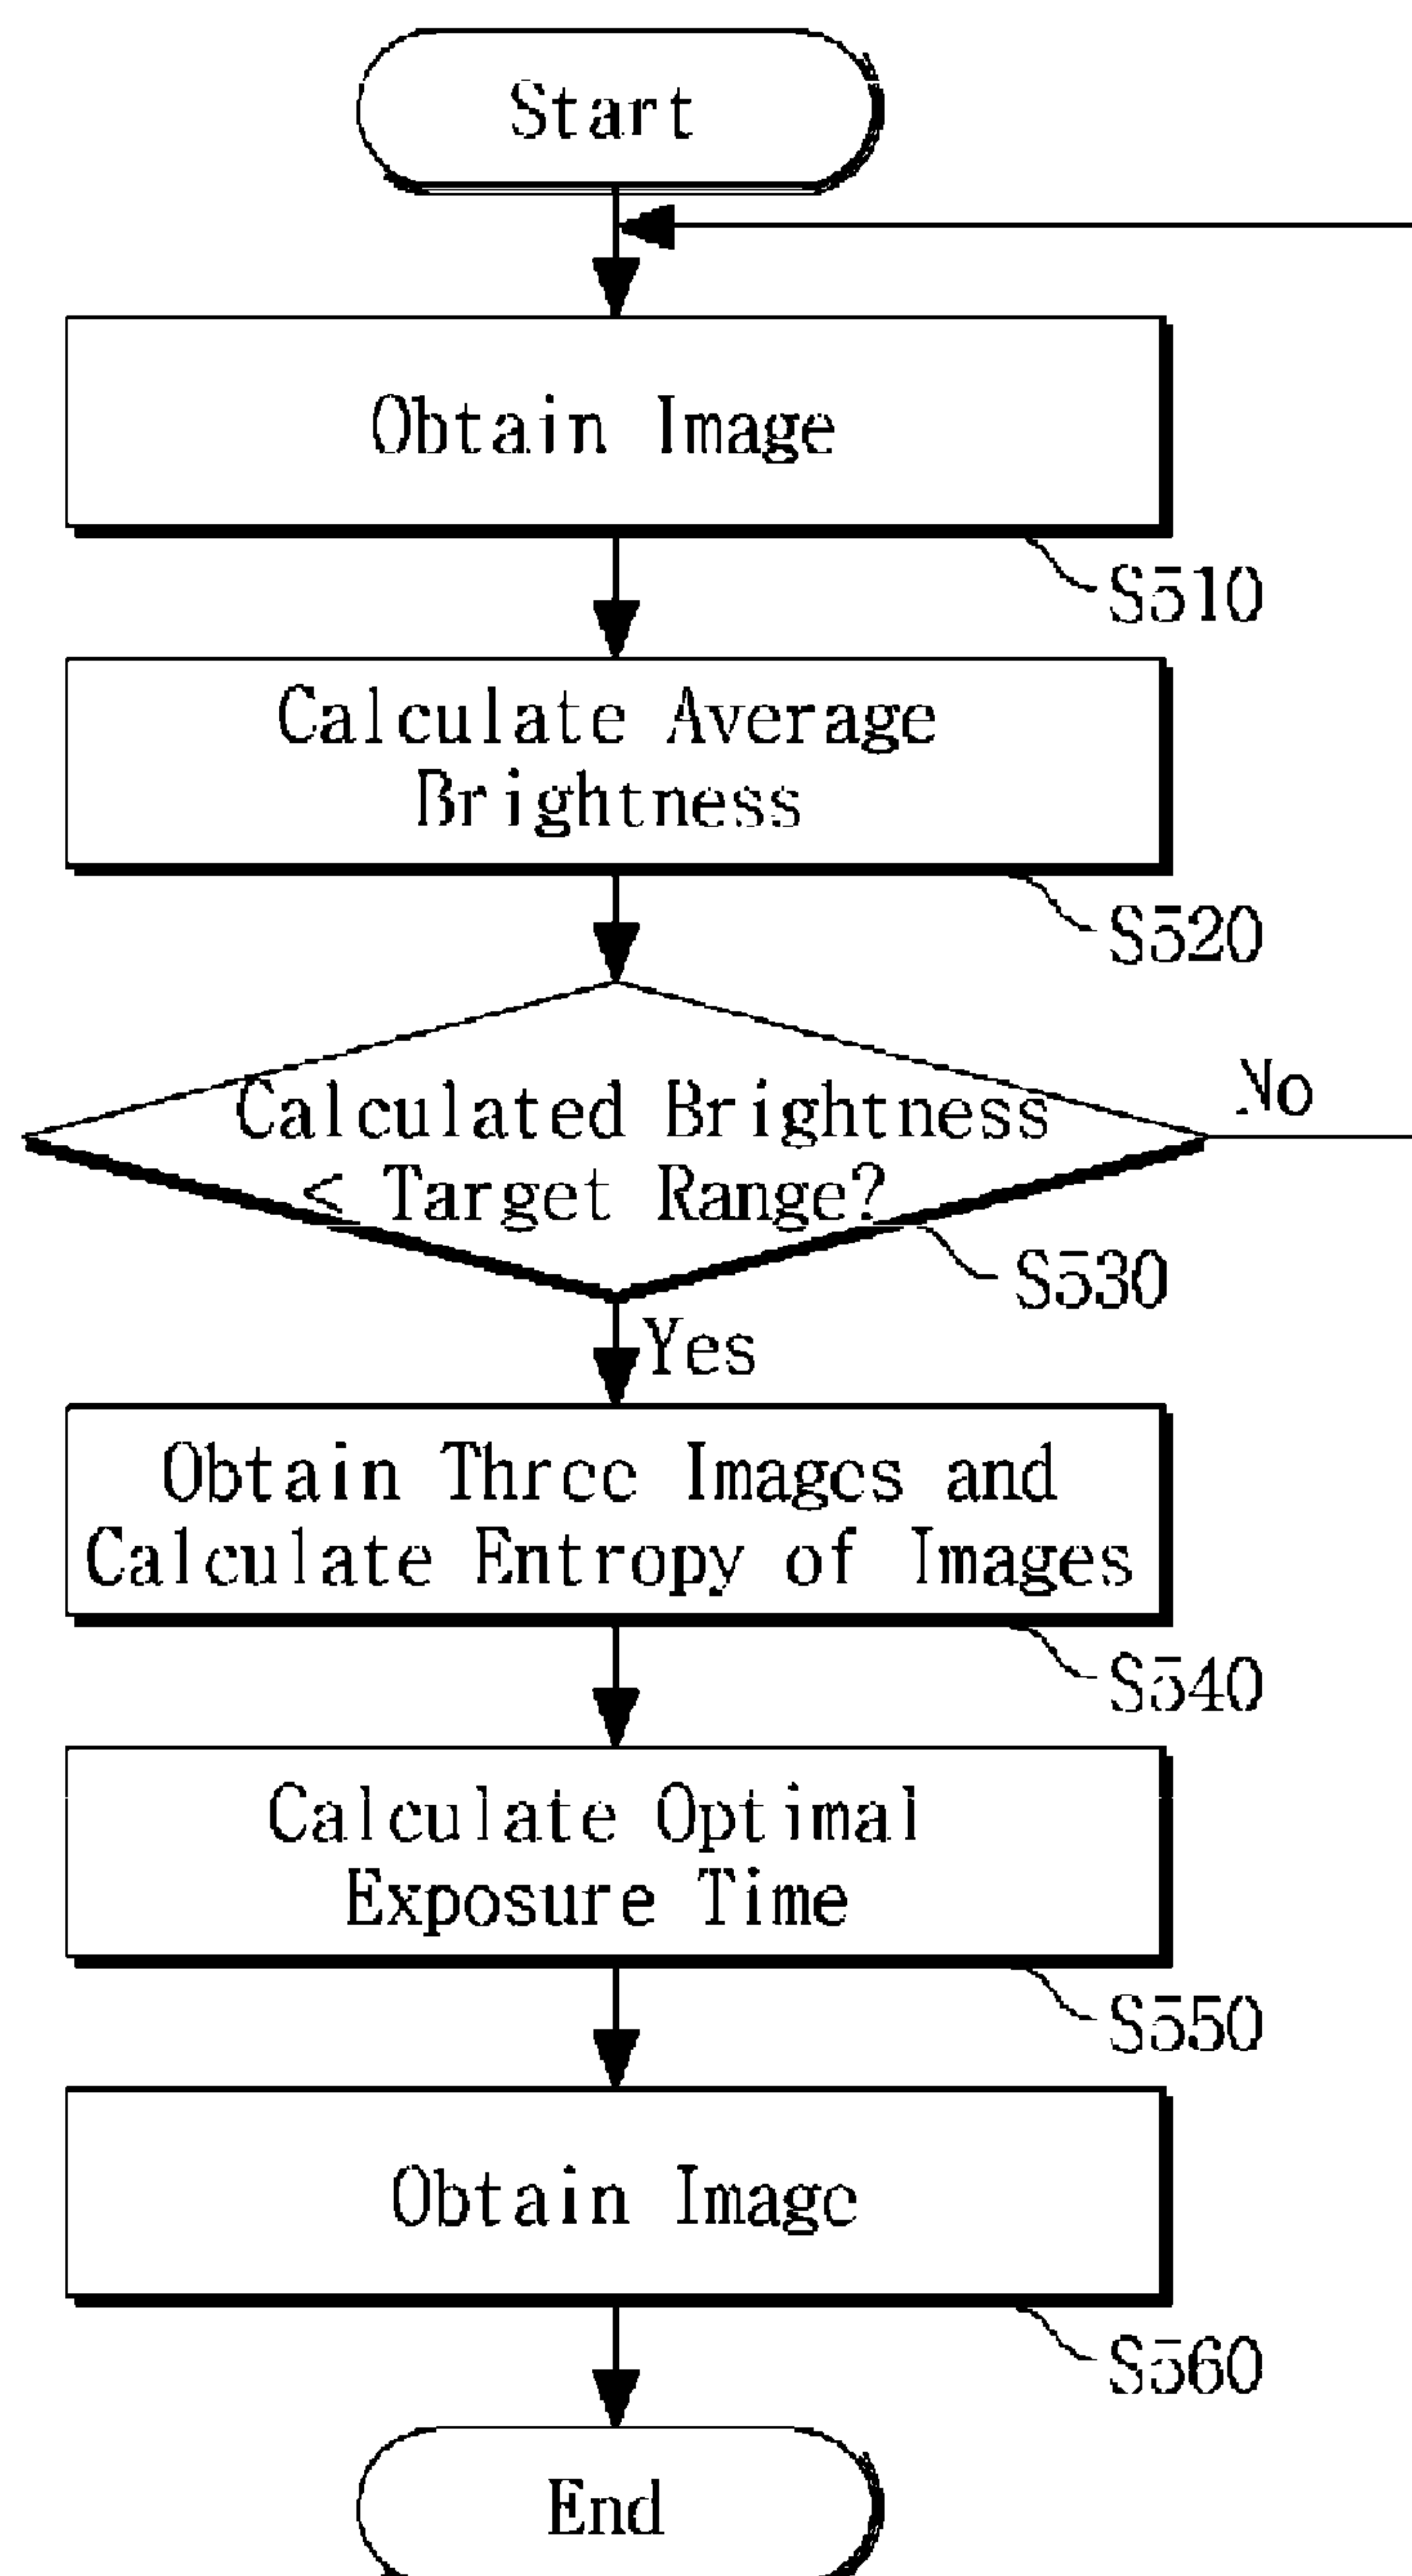 Start
Obtain Image
S510
Calculate Average
Brightness
S520
Calculated Brightness
< Target Range?
No
S530
Yes
Obtain Three Images and
Calculate Entropy of Images
S540
Calculate Optimal
Exposure Time
S550
Obtain Image
S560
End